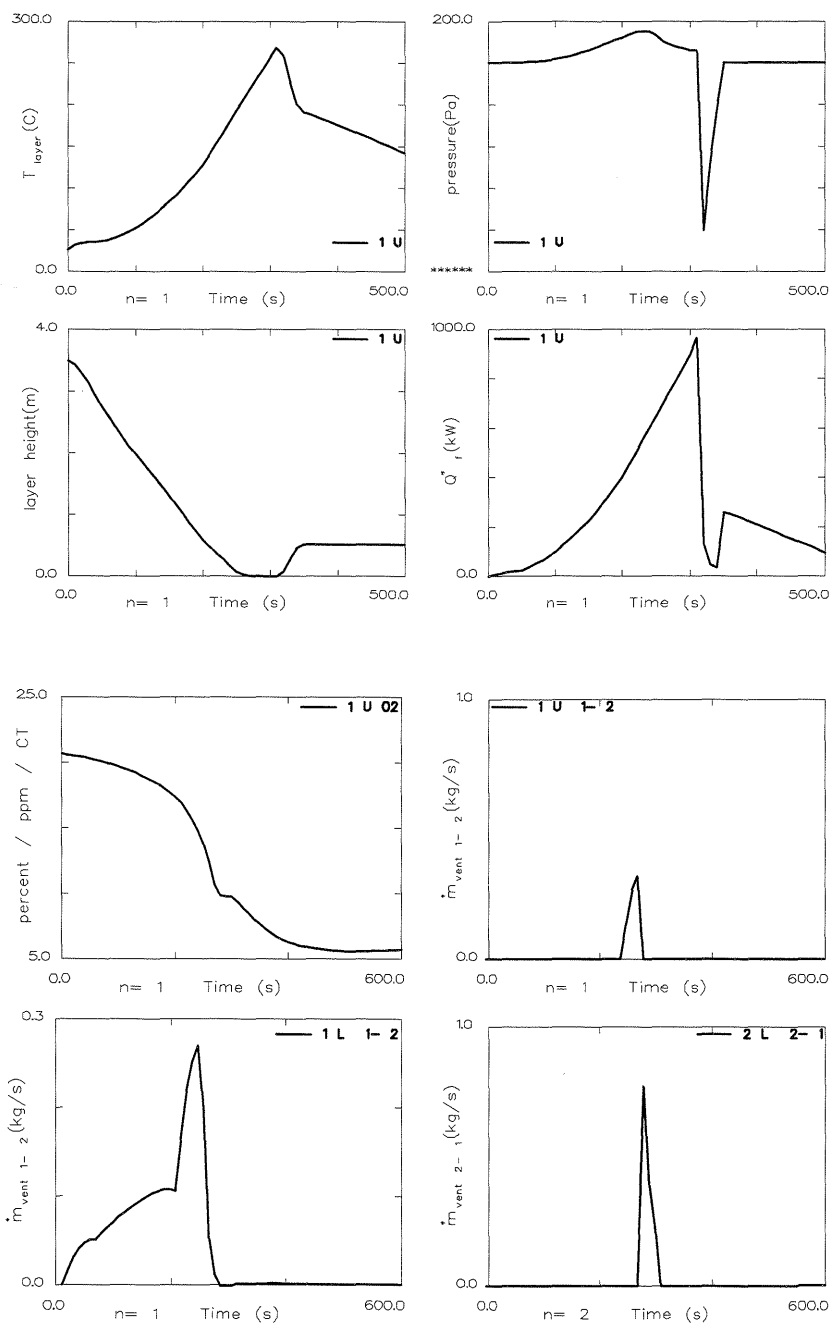 300.0
T layer (C)
1 U
0.0
0.0
500.0
n= 1 Time (s)
200.0
pressure(Pa)
1 U
******
0.0
500.0
n= 1 Time (s)
4.0
layer height(m)
1 U
0.0
0.0
500.0
n= 1 Time (s)
1000.0
Q* f (kW)
1 U
0.0
0.0
500.0
n= 1 Time (s)
25.0
percent / ppm / CT
1 U O2
5.0
0.0
600.0
n= 1 Time (s)
1.0
ṁ vent 1- 2 (kg/s)
1 U 1- 2
0.0
0.0
600.0
n= 1 Time (s)
0.3
ṁ vent 1- 2 (kg/s)
1 L 1- 2
0.0
0.0
600.0
n= 1 Time (s)
1.0
ṁ vent 2- 1 (kg/s)
2 L 2- 1
0.0
0.0
600.0
n= 2 Time (s)